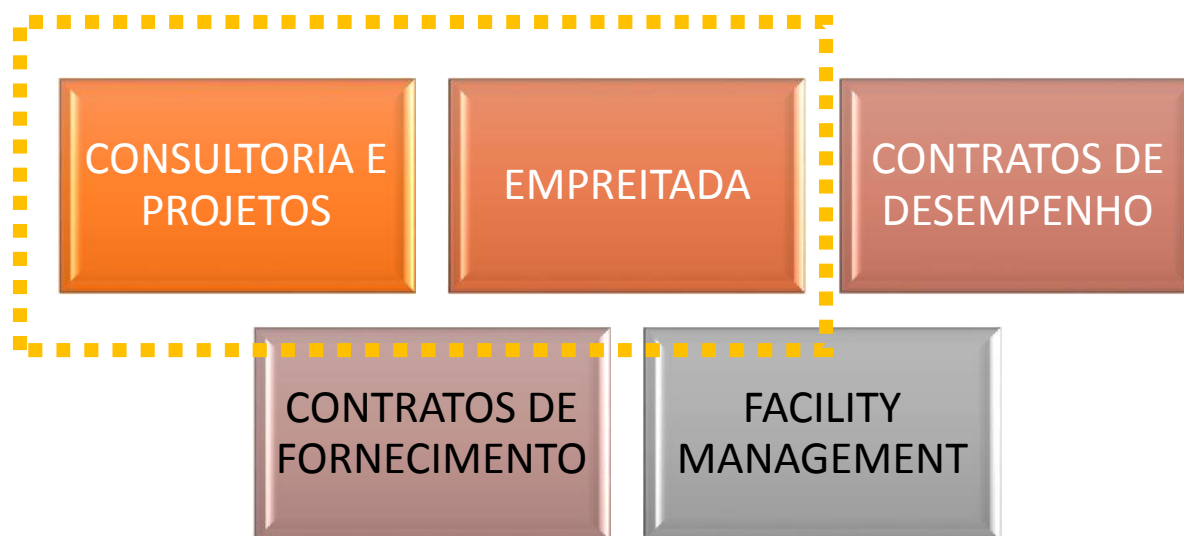 CONSULTORIA E
PROJETOS
EMPREITADA
CONTRATOS DE
DESEMPENHO
CONTRATOS DE
FORNECIMENTO
FACILITY
MANAGEMENT